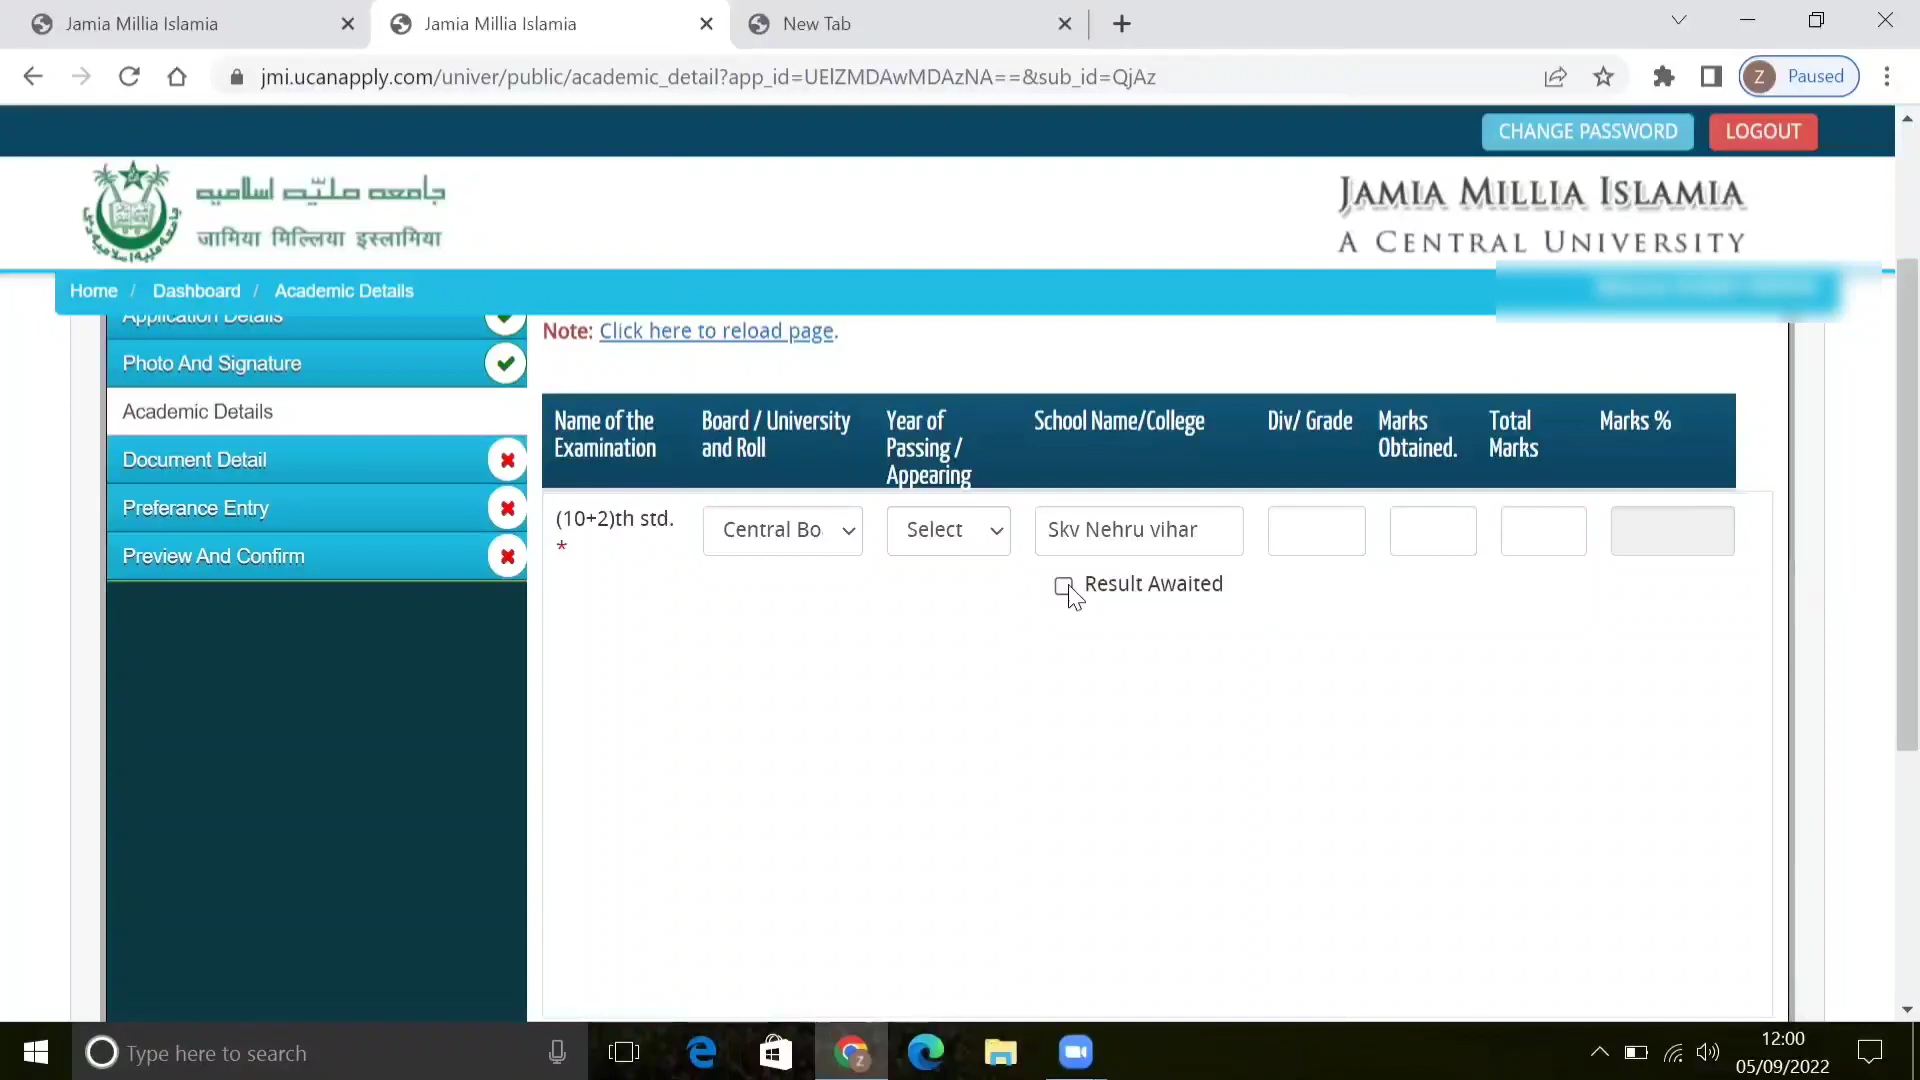 Jamia Millia Islamia
Jamia Millia Islamia
New Tab
jmi.ucanapply.com/univer/public/academic_detail?app_id=UElZMDAwMDAzNA==&sub_id=QjAz
Z Paused
CHANGE PASSWORD
LOGOUT
جامعہ ملیّہ اسلامیہ
जामिया मिल्लिया इस्लामिया
JAMIA MILLIA ISLAMIA
A CENTRAL UNIVERSITY
Home / Dashboard / Academic Details
Application Details
Photo And Signature
Academic Details
Document Detail
Preferance Entry
Preview And Confirm
Note: Click here to reload page.
Name of the Examination
Board / University and Roll
Year of Passing / Appearing
School Name/College
Div/ Grade
Marks Obtained.
Total Marks
Marks %
(10+2)th std. *
Central Bo
Select
Skv Nehru vihar
Result Awaited
Type here to search
Z
12:00
05/09/2022